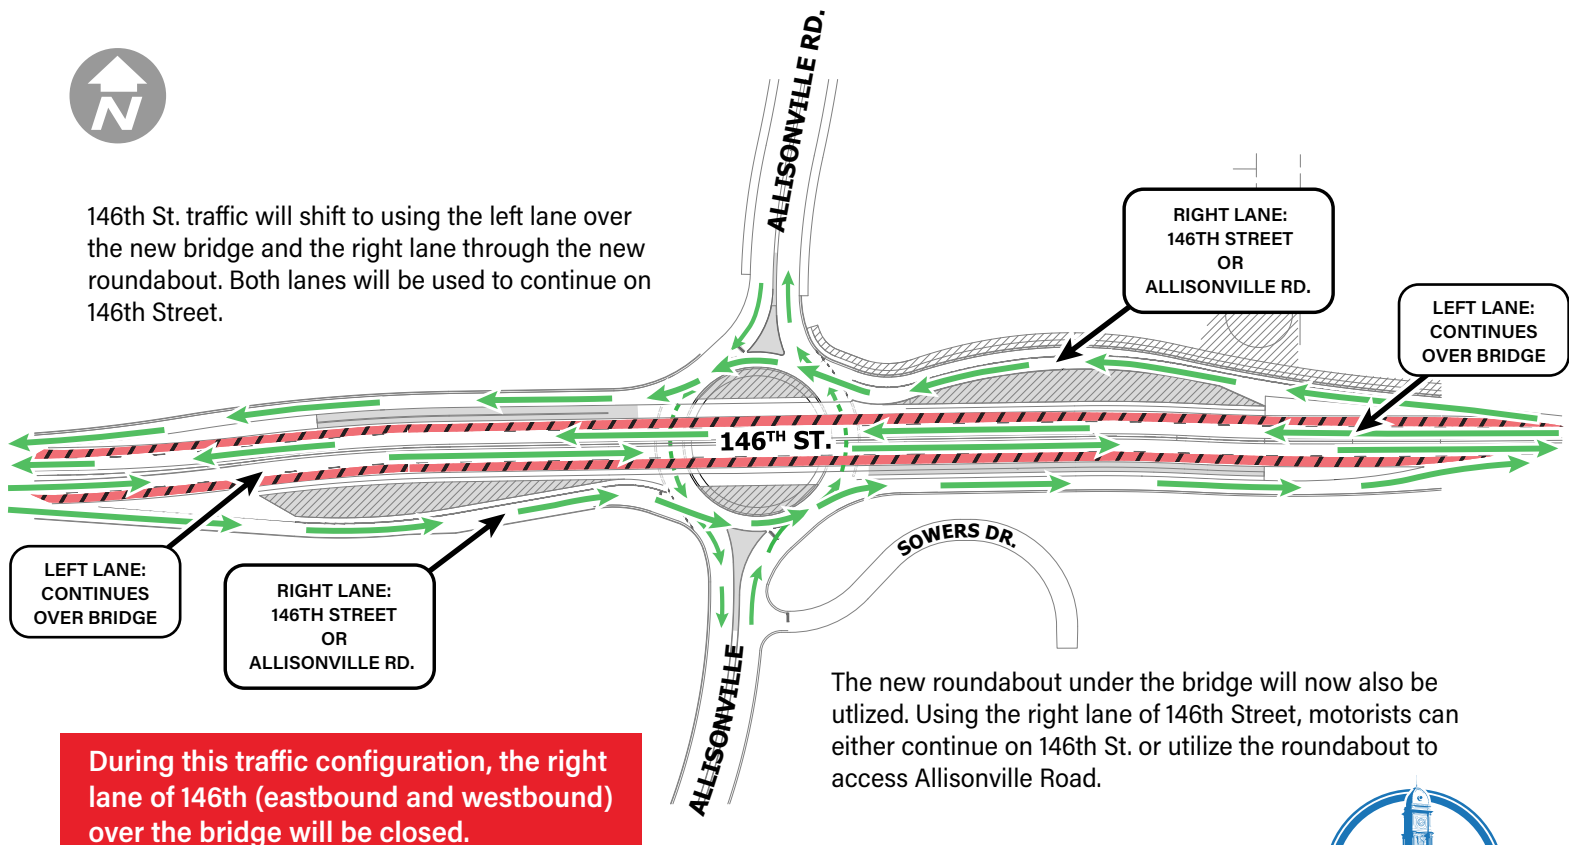 N
ALLISONVILLE RD.
146th St. traffic will shift to using the left lane over
the new bridge and the right lane through the new
roundabout. Both lanes will be used to continue on
146th Street.
RIGHT LANE:
146TH STREET
OR
ALLISONVILLE RD.
LEFT LANE:
CONTINUES
OVER BRIDGE
146TH ST.
SOWERS DR.
LEFT LANE:
CONTINUES
OVER BRIDGE
RIGHT LANE:
146TH STREET
OR
ALLISONVILLE RD.
ALLISONVILLE
The new roundabout under the bridge will now also be
utlized. Using the right lane of 146th Street, motorists can
either continue on 146th St. or utilize the roundabout to
access Allisonville Road.
During this traffic configuration, the right
lane of 146th (eastbound and westbound)
over the bridge will be closed.